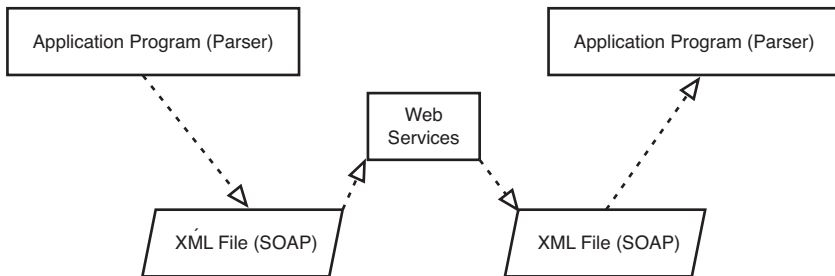 Application Program (Parser)
Application Program (Parser)
Web
Services
XML File (SOAP)
XML File (SOAP)